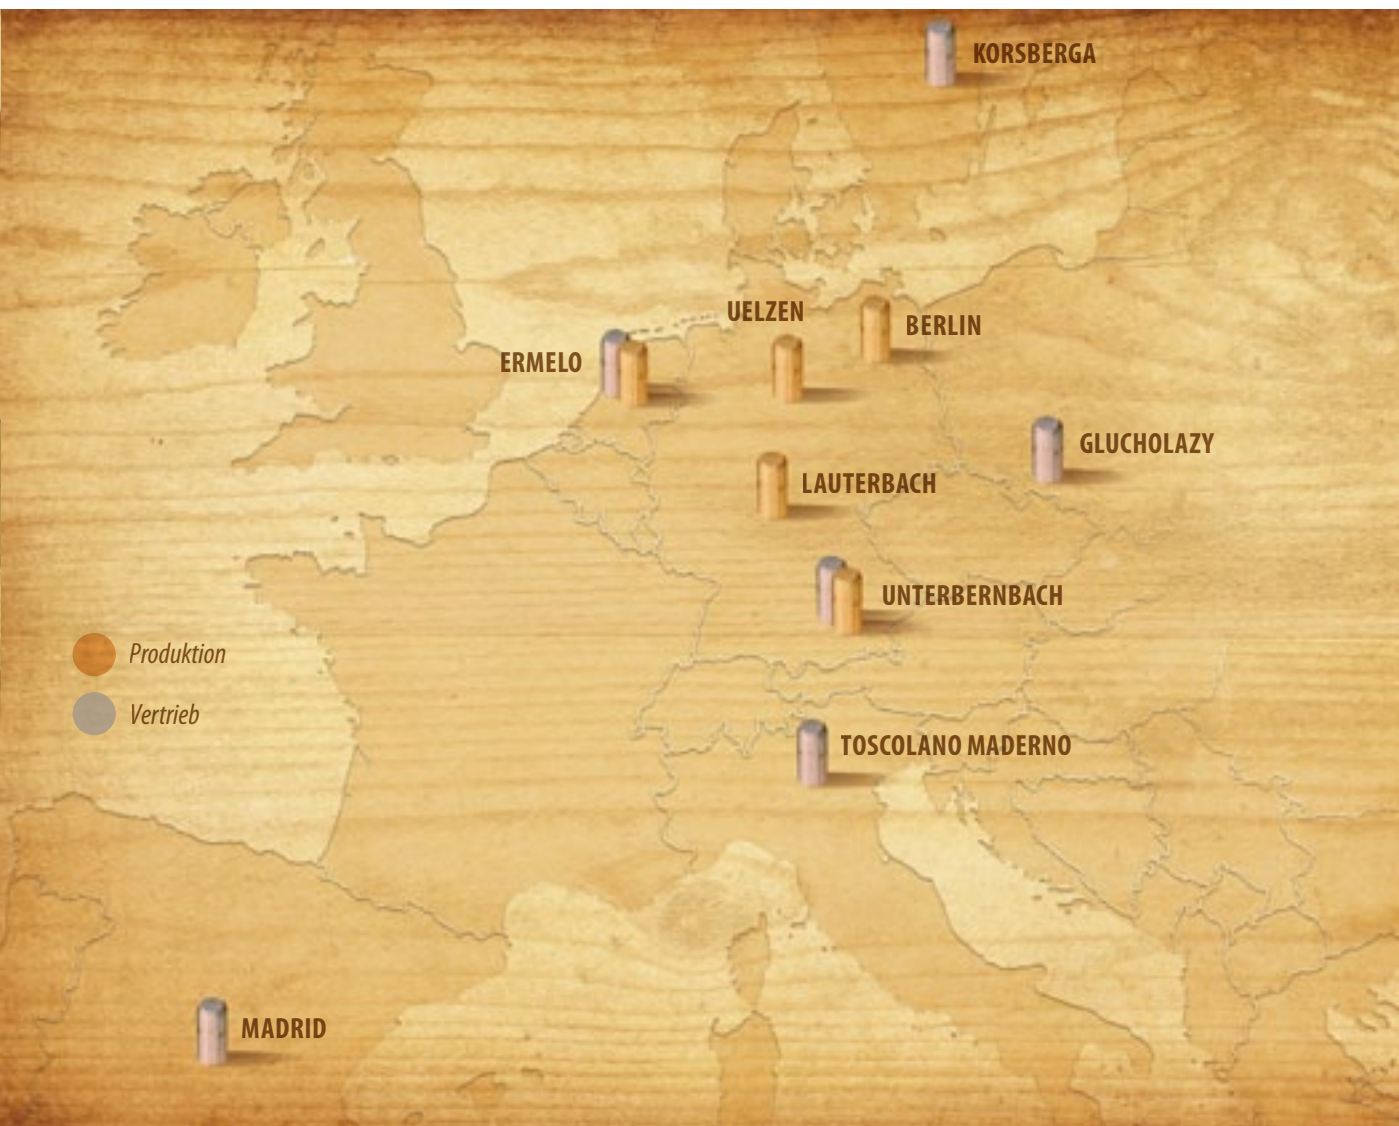 KORSBERGA
UELZEN
BERLIN
ERMELO
GLUCHOLAZY
LAUTERBACH
UNTERBERNBACH
Produktion
Vertrieb
TOSCOLANO MADERNO
MADRID